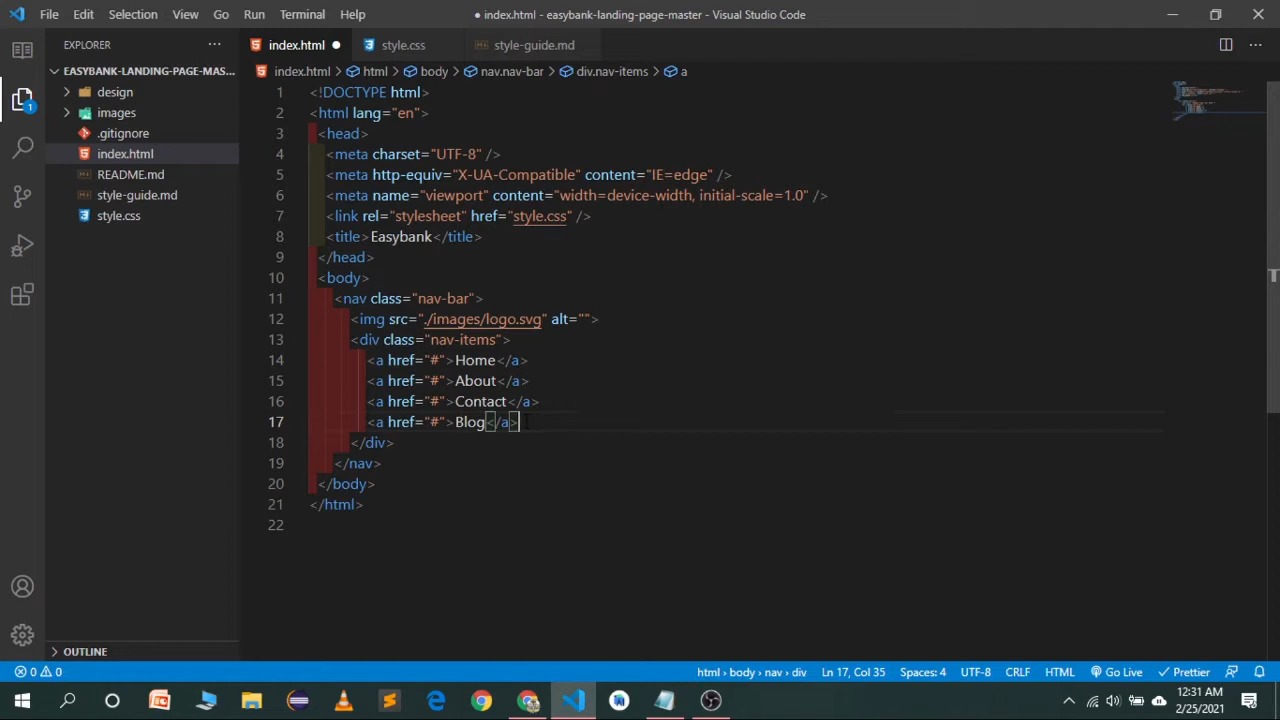 File Edit Selection View Go Run Terminal Help
● index.html - easybank-landing-page-master - Visual Studio Code
EXPLORER
index.html ●
style.css
style-guide.md
EASYBANK-LANDING-PAGE-MAS...
design
images
.gitignore
index.html
README.md
style-guide.md
style.css
OUTLINE
index.html > html > body > nav.nav-bar > div.nav-items > a
1 <!DOCTYPE html>
2 <html lang="en">
3 <head>
4 <meta charset="UTF-8" />
5 <meta http-equiv="X-UA-Compatible" content="IE=edge" />
6 <meta name="viewport" content="width=device-width, initial-scale=1.0" />
7 <link rel="stylesheet" href="style.css" />
8 <title>Easybank</title>
9 </head>
10 <body>
11 <nav class="nav-bar">
12 <img src="./images/logo.svg" alt="">
13 <div class="nav-items">
14 <a href="#">Home</a>
15 <a href="#">About</a>
16 <a href="#">Contact</a>
17 <a href="#">Blog</a>
18 </div>
19 </nav>
20 </body>
21 </html>
22
1
0 0 html > body > nav > div Ln 17, Col 35 Spaces: 4 UTF-8 CRLF HTML Go Live Prettier
12:31 AM
2/25/2021